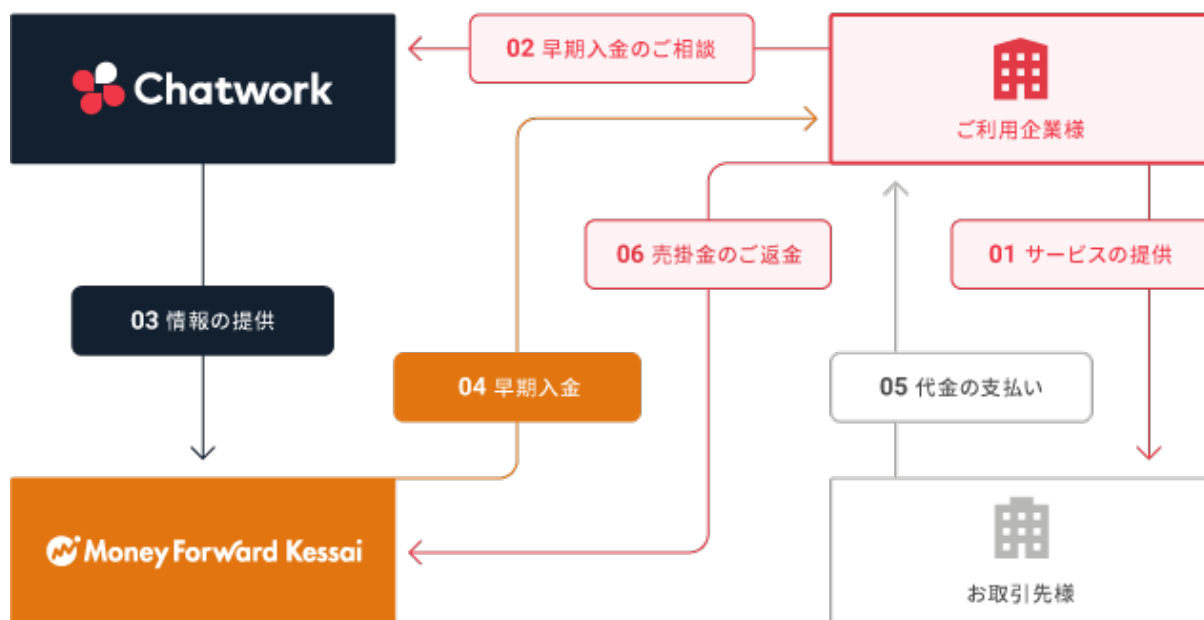 Chatwork
02 早期入金のご相談
ご利用企業様
06 売掛金のご返金
01 サービスの提供
03 情報の提供
04 早期入金
05 代金の支払い
Money Forward Kessai
お取引先様